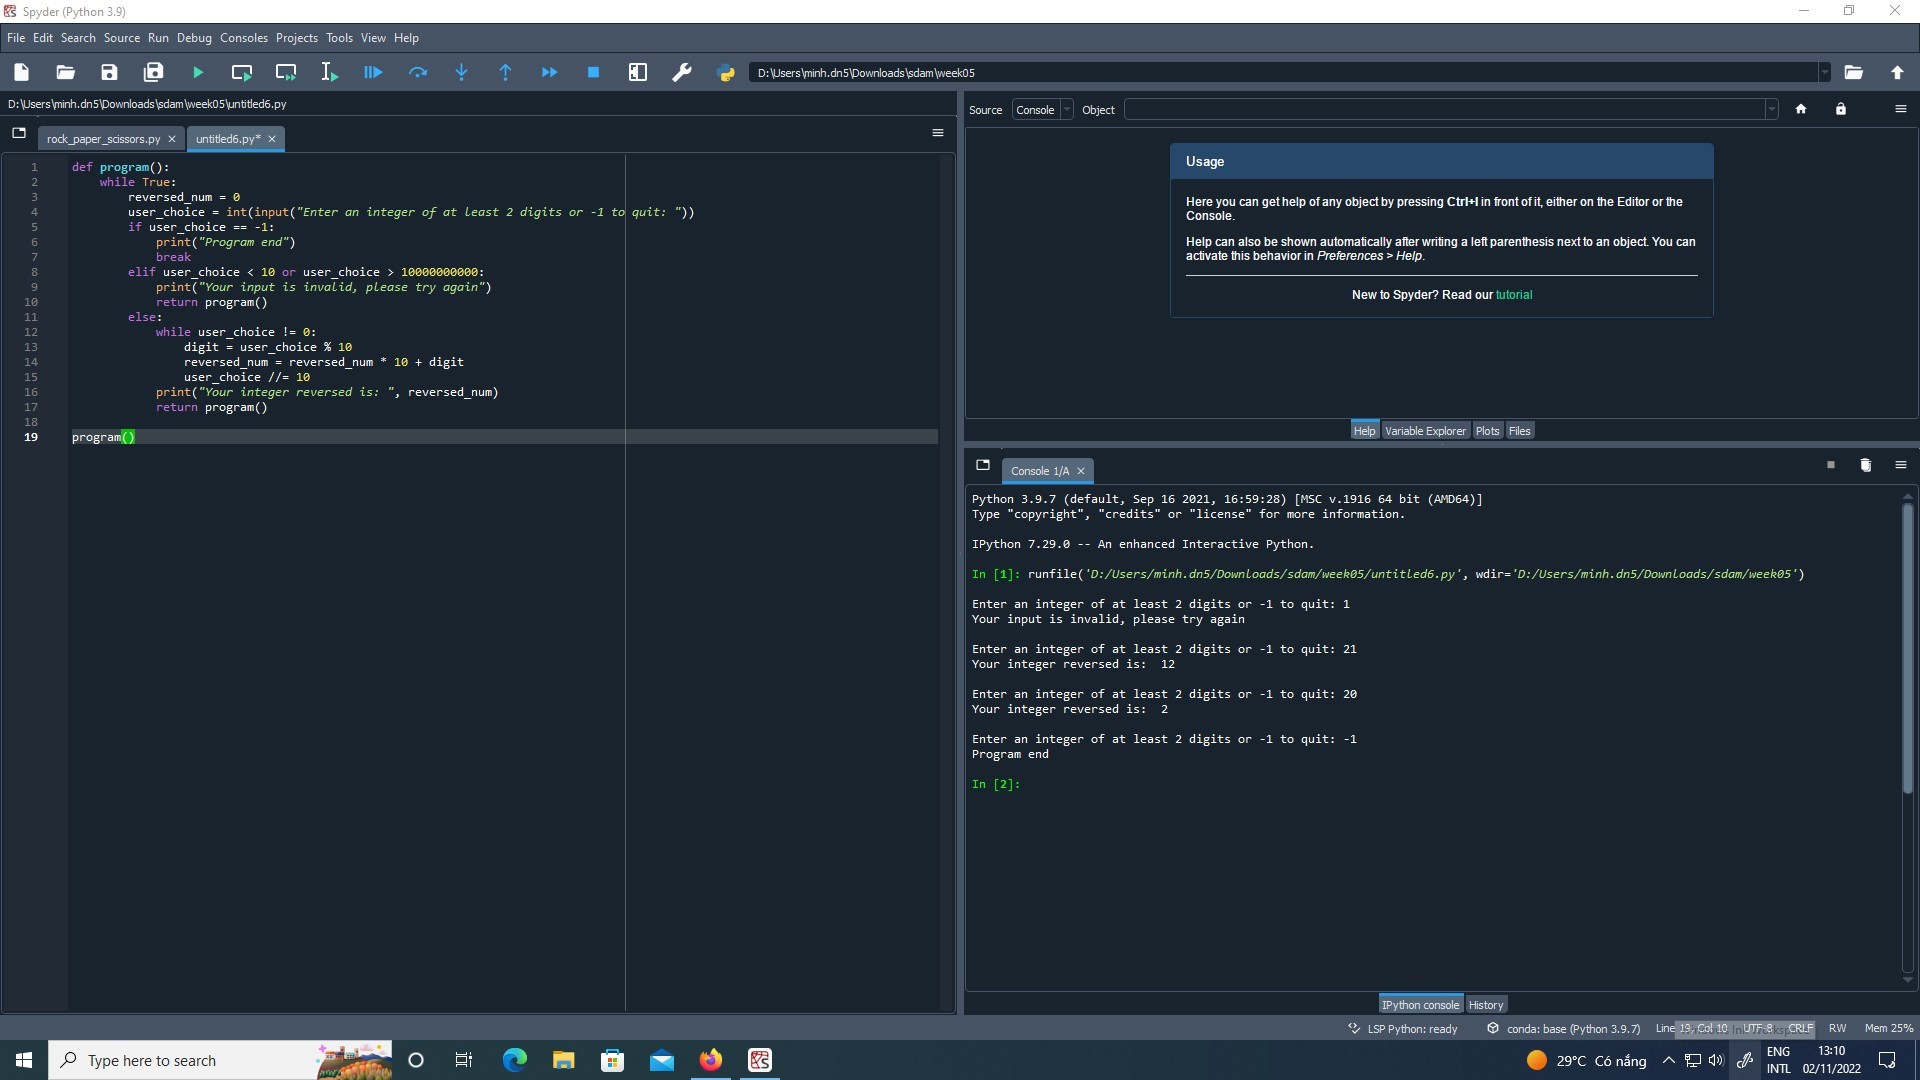 Spyder (Python 3.9)
File Edit Search Source Run Debug Consoles Projects Tools View Help
D:\Users\minh.dn5\Downloads\sdam\week05
D:\Users\minh.dn5\Downloads\sdam\week05\untitled6.py
rock_paper_scissors.py
untitled6.py*
1 def program():
2     while True:
3         reversed_num = 0
4         user_choice = int(input("Enter an integer of at least 2 digits or -1 to quit: "))
5         if user_choice == -1:
6             print("Program end")
7             break
8         elif user_choice < 10 or user_choice > 10000000000:
9             print("Your input is invalid, please try again")
10             return program()
11         else:
12             while user_choice != 0:
13                 digit = user_choice % 10
14                 reversed_num = reversed_num * 10 + digit
15                 user_choice //= 10
16             print("Your integer reversed is: ", reversed_num)
17             return program()
18
19 program()
Source Console Object
Usage
Here you can get help of any object by pressing Ctrl+I in front of it, either on the Editor or the
Console.
Help can also be shown automatically after writing a left parenthesis next to an object. You can
activate this behavior in Preferences > Help.
New to Spyder? Read our tutorial
Help Variable Explorer Plots Files
Console 1/A
Python 3.9.7 (default, Sep 16 2021, 16:59:28) [MSC v.1916 64 bit (AMD64)]
Type "copyright", "credits" or "license" for more information.
IPython 7.29.0 -- An enhanced Interactive Python.
In [1]: runfile('D:/Users/minh.dn5/Downloads/sdam/week05/untitled6.py', wdir='D:/Users/minh.dn5/Downloads/sdam/week05')
Enter an integer of at least 2 digits or -1 to quit: 1
Your input is invalid, please try again
Enter an integer of at least 2 digits or -1 to quit: 21
Your integer reversed is:  12
Enter an integer of at least 2 digits or -1 to quit: 20
Your integer reversed is:  2
Enter an integer of at least 2 digits or -1 to quit: -1
Program end
In [2]:
IPython console History
LSP Python: ready conda: base (Python 3.9.7) Line 19, Col 10 UTF-8 CRLF RW Mem 25%
Type here to search
29°C Có nắng
ENG
INTL
13:10
02/11/2022